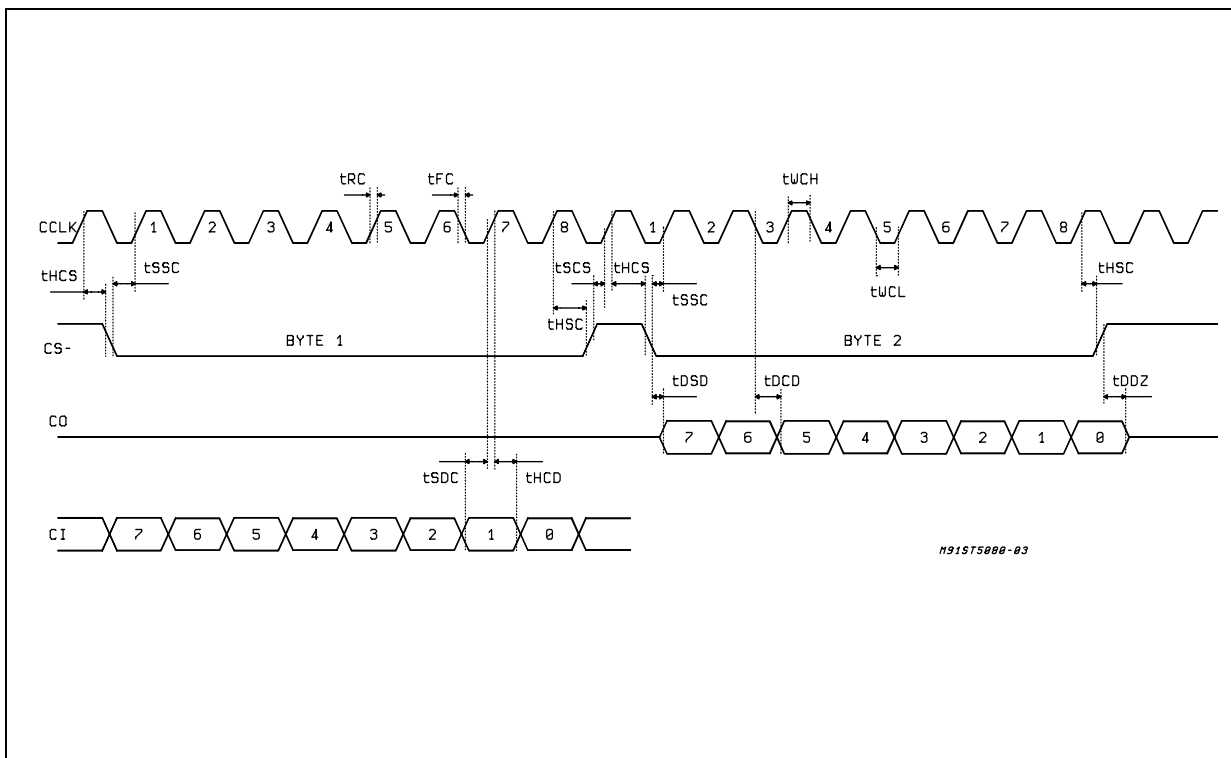 tRC tFC tWCH
CCLK 1 2 3 4 5 6 7 8 1 2 3 4 5 6 7 8
tHCS tSSC tSCS tHCS tSSC tWCL tHSC
tHSC
CS- BYTE 1 BYTE 2
tDSD tDCD tDDZ
CO 7 6 5 4 3 2 1 0
tSDC tHCD
CI 7 6 5 4 3 2 1 0
M91ST5080-03